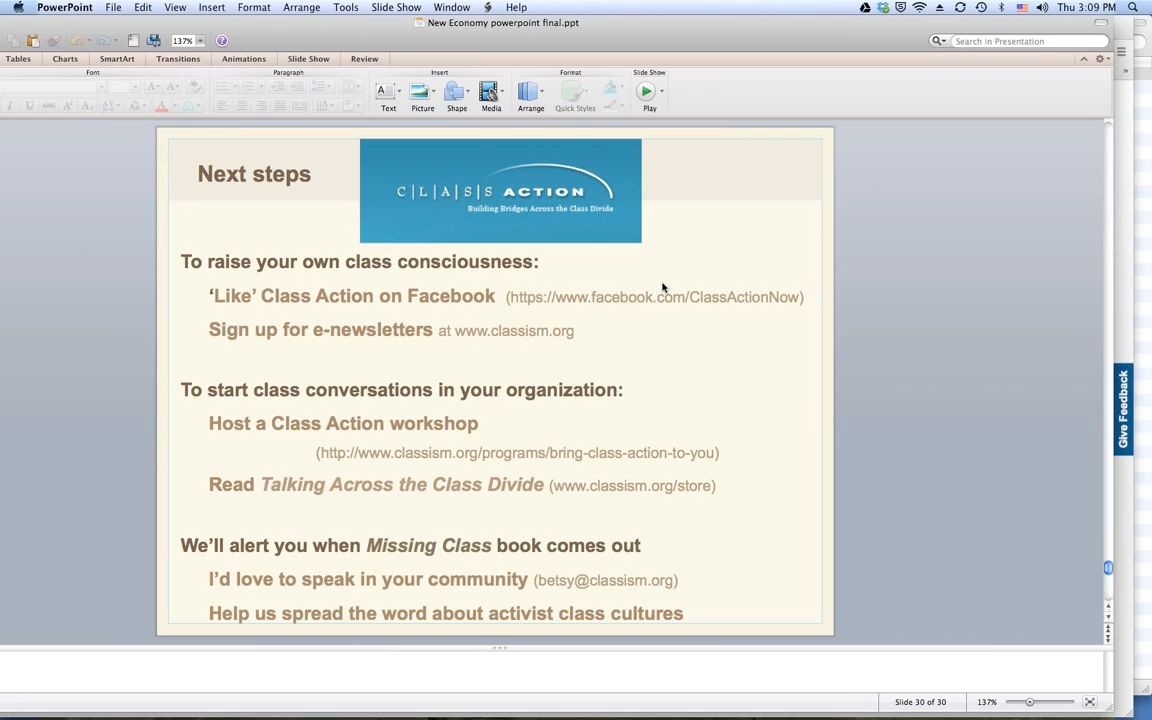 PowerPoint File Edit View Insert Format Arrange Tools Slide Show Window Help Thu 3:09 PM
New Economy powerpoint final.ppt
137% Search in Presentation
Tables Charts SmartArt Transitions Animations Slide Show Review
Font Paragraph Insert Format Slide Show
Text Picture Shape Media Arrange Quick Styles Play
Next steps
C|L|A|S|S ACTION
Building Bridges Across the Class Divide
To raise your own class consciousness:
‘Like’ Class Action on Facebook (https://www.facebook.com/ClassActionNow)
Sign up for e-newsletters at www.classism.org
To start class conversations in your organization:
Host a Class Action workshop
(http://www.classism.org/programs/bring-class-action-to-you)
Read Talking Across the Class Divide (www.classism.org/store)
We’ll alert you when Missing Class book comes out
I’d love to speak in your community (betsy@classism.org)
Help us spread the word about activist class cultures
Give Feedback
Slide 30 of 30 137%